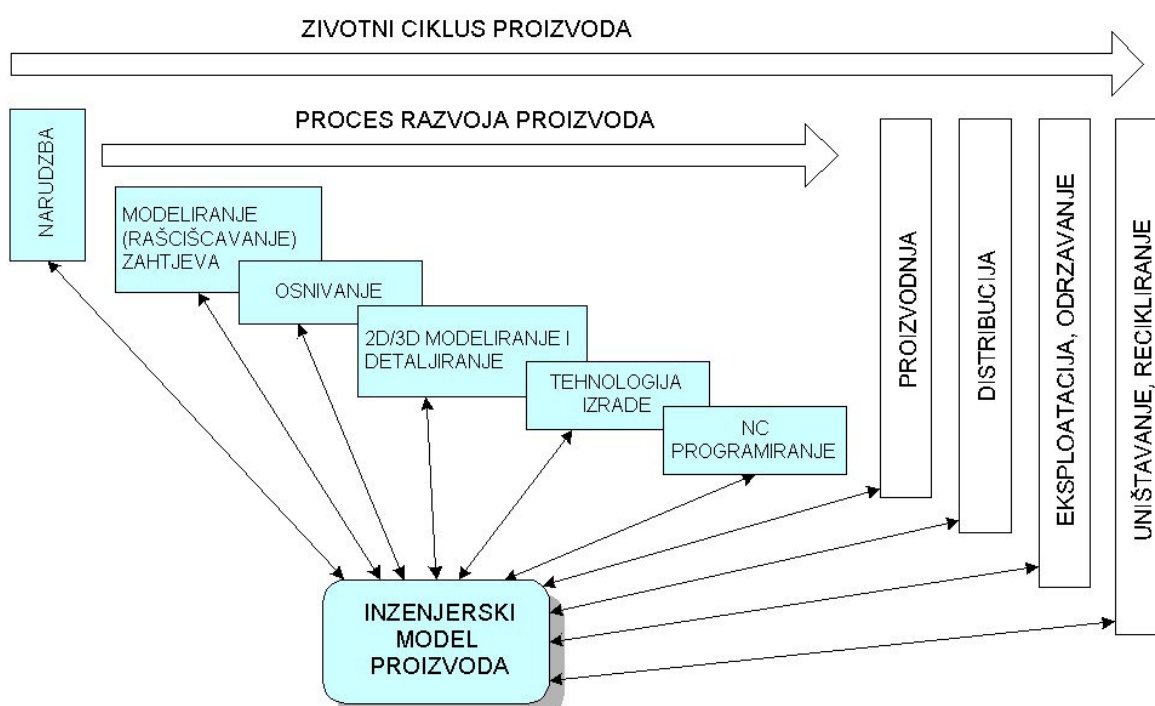 ZIVOTNI CIKLUS PROIZVODA
PROCES RAZVOJA PROIZVODA
NARUDZBA
MODELIRANJE
(RAŠCIŠCAVANJE)
ZAHTJEVA
OSNIVANJE
2D/3D MODELIRANJE I
DETALJIRANJE
TEHNOLOGIJA
IZRADE
NC
PROGRAMIRANJE
PROIZVODNJA
DISTRIBUCIJA
EKSPLOATACIJA, ODRZAVANJE
UNIŠTAVANJE, RECIKLIRANJE
INZENJERSKI
MODEL
PROIZVODA